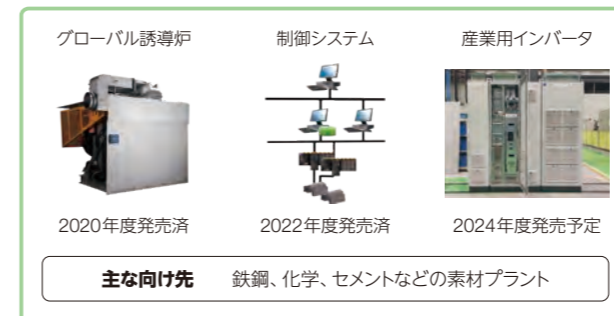 グローバル誘導炉
制御システム
産業用インバータ
2020年度発売済
2022年度発売済
2024年度発売予定
主な向け先 鉄鋼、化学、セメントなどの素材プラント